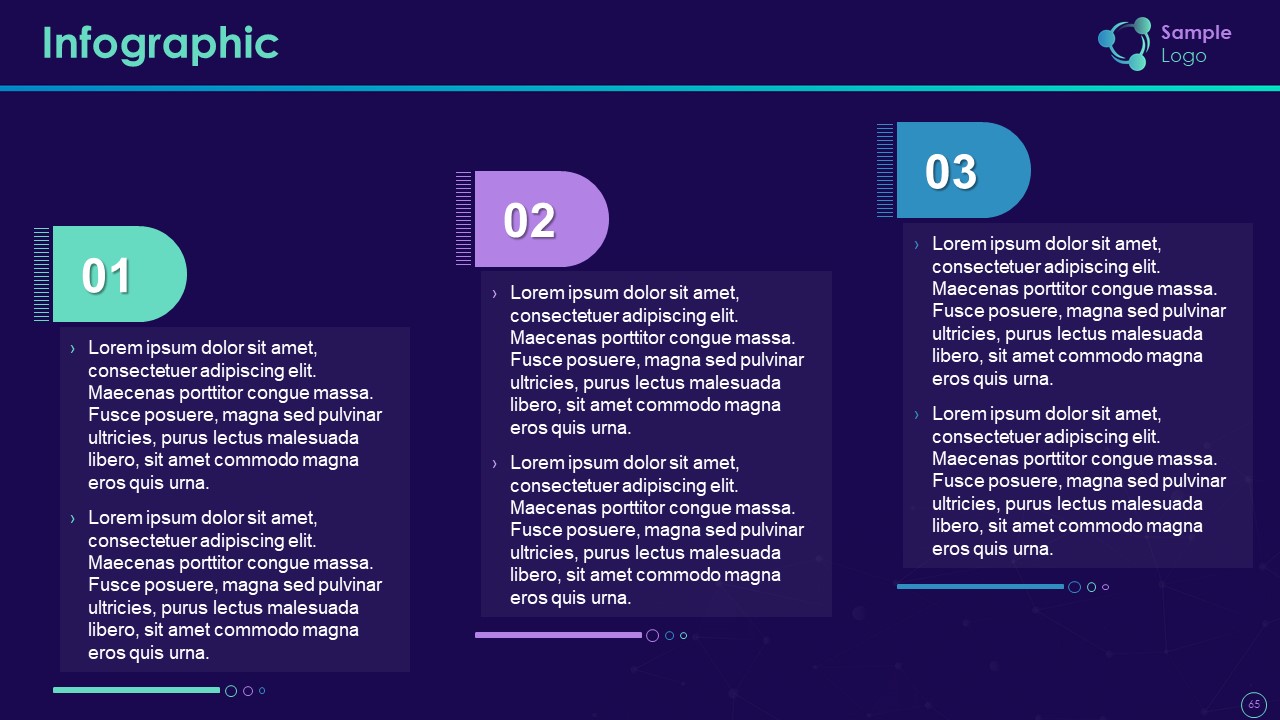 Infographic
Sample
Logo
01
› Lorem ipsum dolor sit amet,
consectetuer adipiscing elit.
Maecenas porttitor congue massa.
Fusce posuere, magna sed pulvinar
ultricies, purus lectus malesuada
libero, sit amet commodo magna
eros quis urna.
› Lorem ipsum dolor sit amet,
consectetuer adipiscing elit.
Maecenas porttitor congue massa.
Fusce posuere, magna sed pulvinar
ultricies, purus lectus malesuada
libero, sit amet commodo magna
eros quis urna.
02
› Lorem ipsum dolor sit amet,
consectetuer adipiscing elit.
Maecenas porttitor congue massa.
Fusce posuere, magna sed pulvinar
ultricies, purus lectus malesuada
libero, sit amet commodo magna
eros quis urna.
› Lorem ipsum dolor sit amet,
consectetuer adipiscing elit.
Maecenas porttitor congue massa.
Fusce posuere, magna sed pulvinar
ultricies, purus lectus malesuada
libero, sit amet commodo magna
eros quis urna.
03
› Lorem ipsum dolor sit amet,
consectetuer adipiscing elit.
Maecenas porttitor congue massa.
Fusce posuere, magna sed pulvinar
ultricies, purus lectus malesuada
libero, sit amet commodo magna
eros quis urna.
› Lorem ipsum dolor sit amet,
consectetuer adipiscing elit.
Maecenas porttitor congue massa.
Fusce posuere, magna sed pulvinar
ultricies, purus lectus malesuada
libero, sit amet commodo magna
eros quis urna.
65